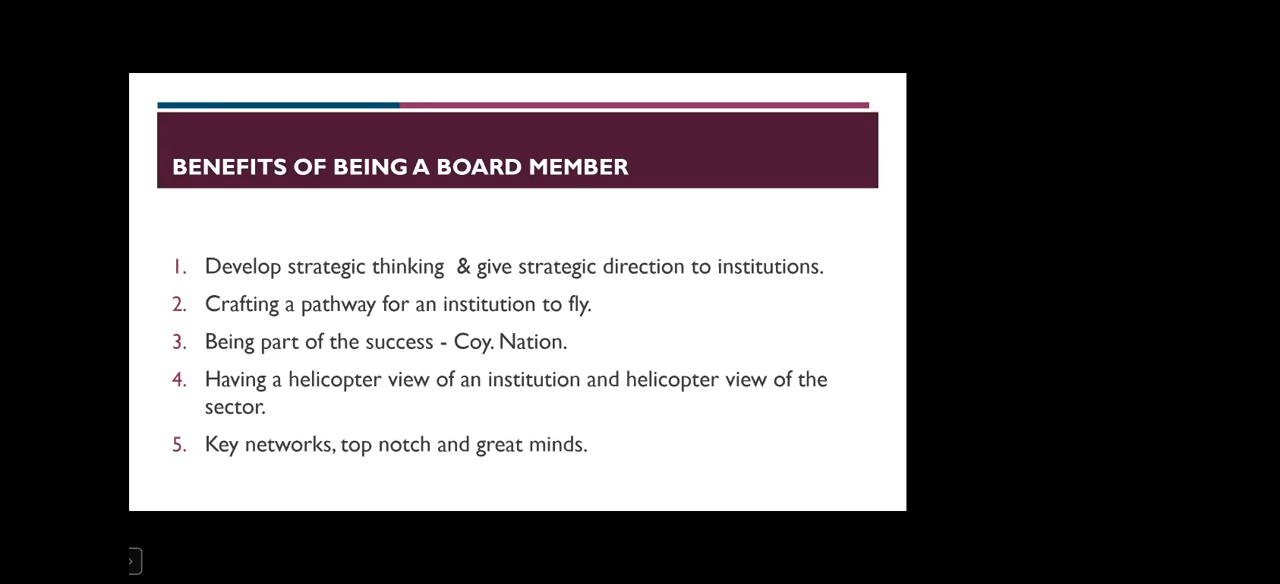 BENEFITS OF BEING A BOARD MEMBER
1. Develop strategic thinking & give strategic direction to institutions.
2. Crafting a pathway for an institution to fly.
3. Being part of the success - Coy. Nation.
4. Having a helicopter view of an institution and helicopter view of the
sector.
5. Key networks, top notch and great minds.